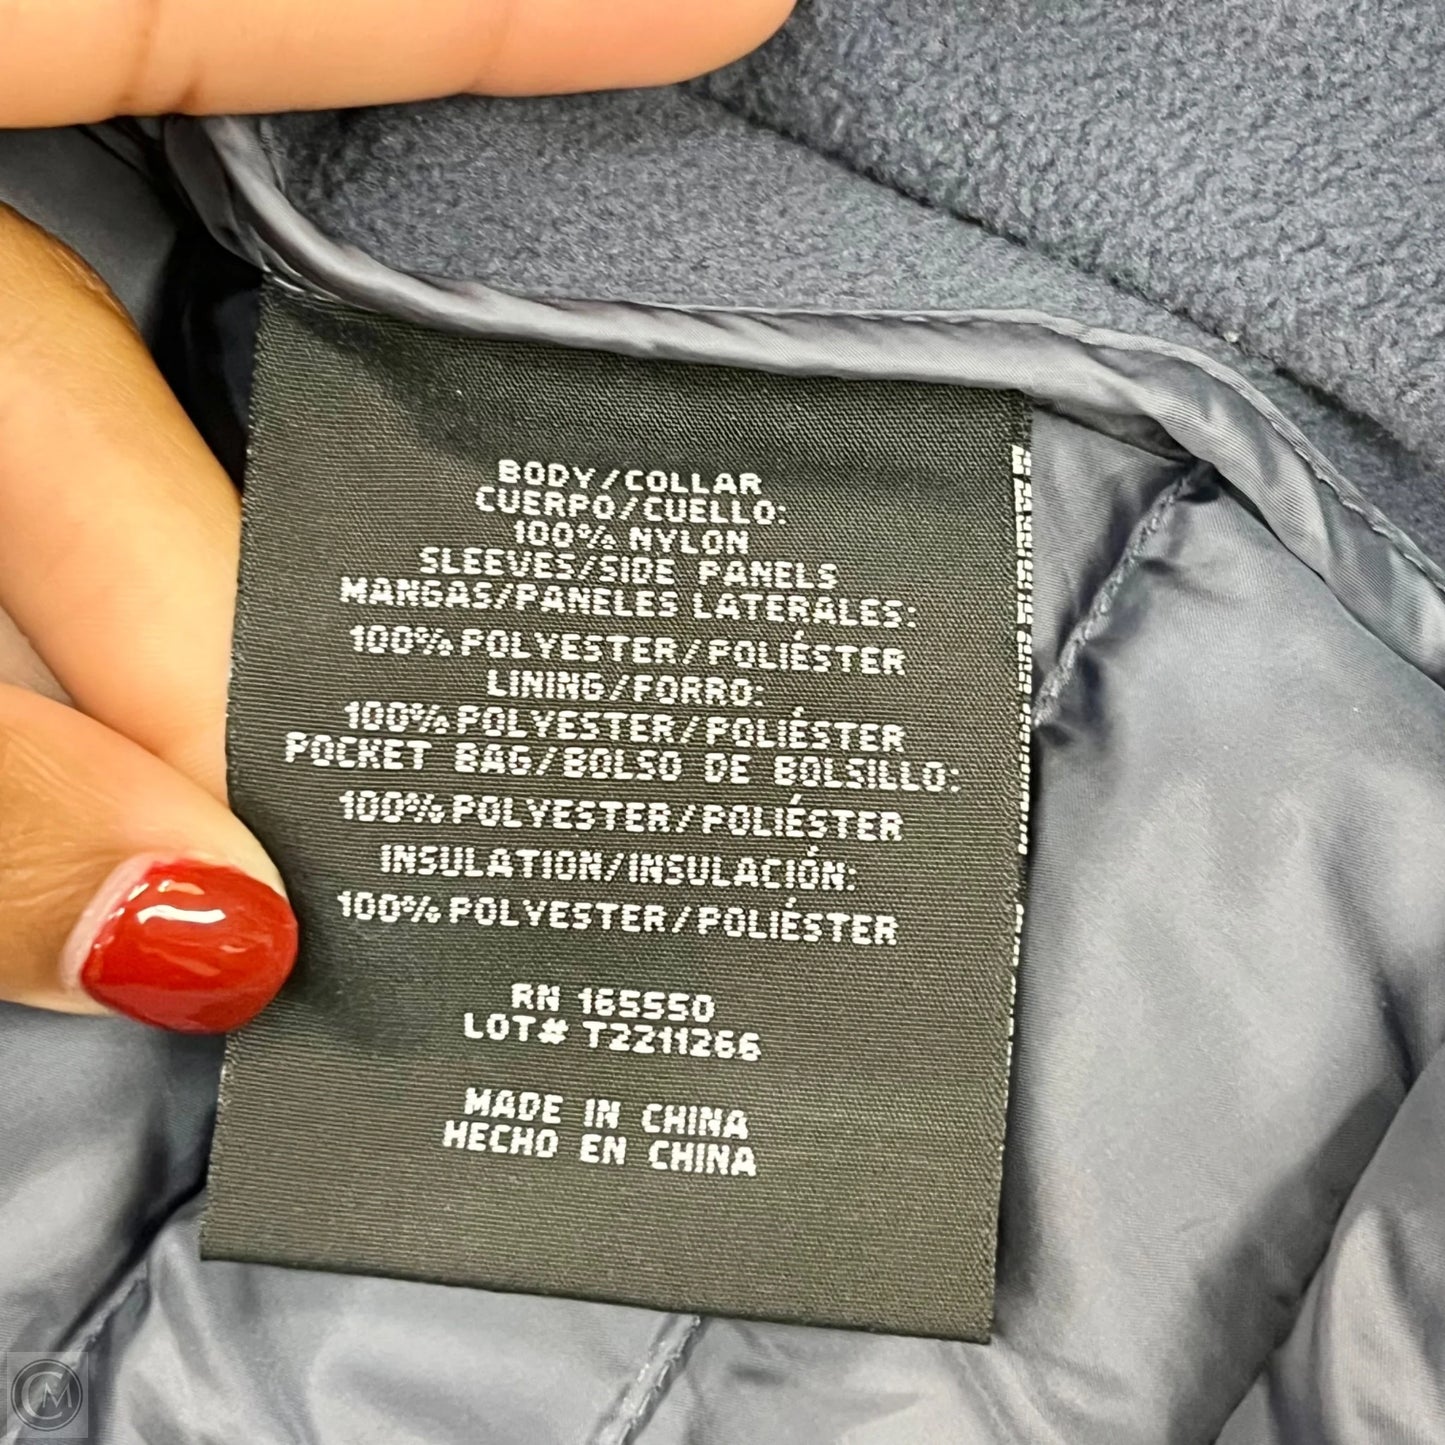 BODY/COLLAR
CUERPO/CUELLO:
100% NYLON
SLEEVES/SIDE PANELS
MANGAS/PANELES LATERALES:
100% POLYESTER/POLIÉSTER
LINING/FORRO:
100% POLYESTER/POLIÉSTER
POCKET BAG/BOLSO DE BOLSILLO:
100% POLYESTER/POLIÉSTER
INSULATION/INSULACIÓN:
100% POLYESTER/POLIÉSTER
RN 165550
LOT# T2211266
MADE IN CHINA
HECHO EN CHINA